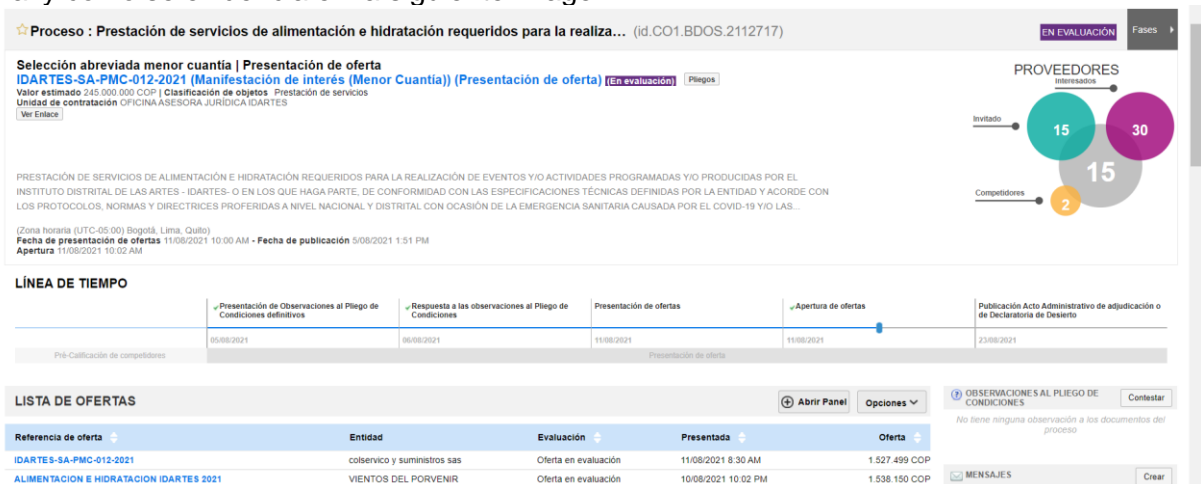 Proceso : Prestación de servicios de alimentación e hidratación requeridos para la realiza... (id.CO1.BDOS.2112717)
EN EVALUACIÓN
Fases
Selección abreviada menor cuantía | Presentación de oferta
IDARTES-SA-PMC-012-2021 (Manifestación de interés (Menor Cuantía)) (Presentación de oferta) (En evaluación) Pliegos
Valor estimado 245.000.000 COP | Clasificación de objetos Prestación de servicios
Unidad de contratación OFICINA ASESORA JURÍDICA IDARTES
Ver Enlace
PROVEEDORES
Interesados
Invitado
15
30
15
Competidores
2
PRESTACIÓN DE SERVICIOS DE ALIMENTACIÓN E HIDRATACIÓN REQUERIDOS PARA LA REALIZACIÓN DE EVENTOS Y/O ACTIVIDADES PROGRAMADAS Y/O PRODUCIDAS POR EL
INSTITUTO DISTRITAL DE LAS ARTES - IDARTES- O EN LOS QUE HAGA PARTE, DE CONFORMIDAD CON LAS ESPECIFICACIONES TÉCNICAS DEFINIDAS POR LA ENTIDAD Y ACORDE CON
LOS PROTOCOLOS, NORMAS Y DIRECTRICES PROFERIDAS A NIVEL NACIONAL Y DISTRITAL CON OCASIÓN DE LA EMERGENCIA SANITARIA CAUSADA POR EL COVID-19 Y/O LAS...
(Zona horaria (UTC-05:00) Bogotá, Lima, Quito)
Fecha de presentación de ofertas 11/08/2021 10:00 AM - Fecha de publicación 5/08/2021 1:51 PM
Apertura 11/08/2021 10:02 AM
LÍNEA DE TIEMPO
Presentación de Observaciones al Pliego de Condiciones definitivos
Respuesta a las observaciones al Pliego de Condiciones
Presentación de ofertas
Apertura de ofertas
Publicación Acto Administrativo de adjudicación o de Declaratoria de Desierto
05/08/2021
06/08/2021
11/08/2021
11/08/2021
23/08/2021
Pré-Calificación de competidores
Presentación de oferta
LISTA DE OFERTAS
Abrir Panel
Opciones
Referencia de oferta Entidad Evaluación Presentada Oferta
IDARTES-SA-PMC-012-2021 colservico y suministros sas Oferta en evaluación 11/08/2021 8:30 AM 1.527.499 COP
ALIMENTACION E HIDRATACION IDARTES 2021 VIENTOS DEL PORVENIR Oferta en evaluación 10/08/2021 10:02 PM 1.538.150 COP
OBSERVACIONES AL PLIEGO DE CONDICIONES
Contestar
No tiene ninguna observación a los documentos del proceso
MENSAJES
Crear